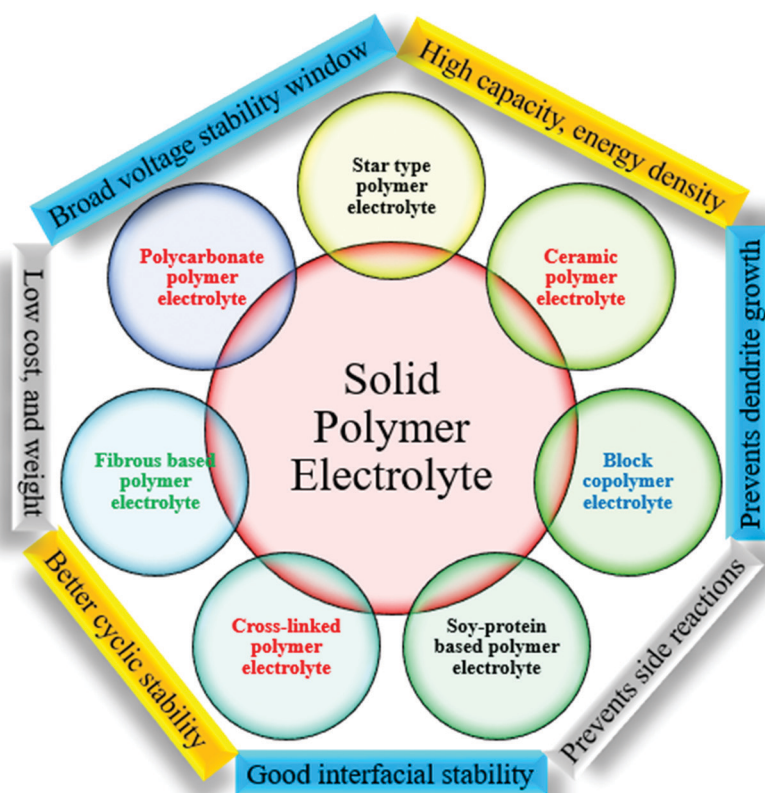 Broad voltage stability window
High capacity, energy density
Prevents dendrite growth
Prevents side reactions
Good interfacial stability
Better cyclic stability
Low cost, and weight
Star type
polymer
electrolyte
Ceramic
polymer
electrolyte
Block
copolymer
electrolyte
Soy-protein
based polymer
electrolyte
Cross-linked
polymer
electrolyte
Fibrous based
polymer
electrolyte
Polycarbonate
polymer
electrolyte
Solid
Polymer
Electrolyte